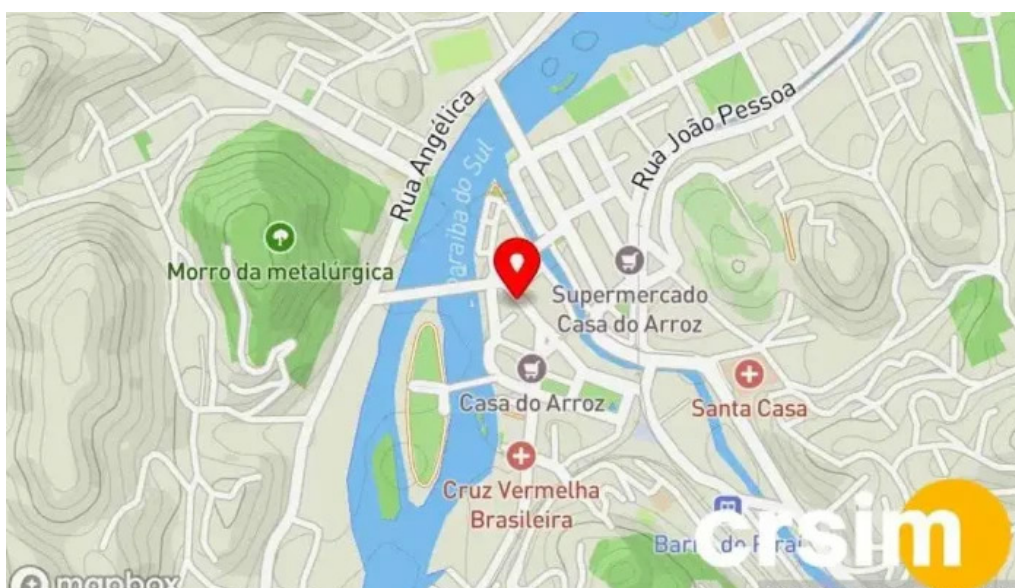 Rua Angélica
Paraiba do Sul
Rua João Pessoa
Morro da metalúrgica
Supermercado
Casa do Arroz
Casa do Arroz
Santa Casa
Cruz Vermelha
Brasileira
crsim
mapbox